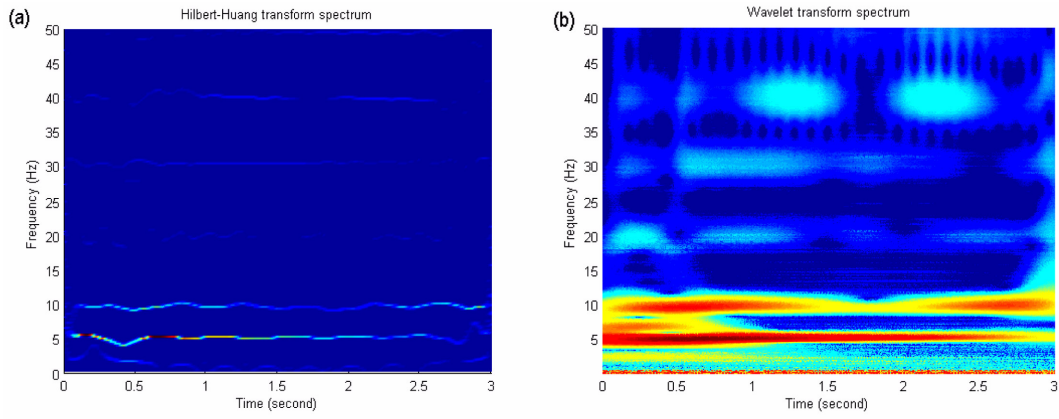 (a)
Hilbert-Huang transform spectrum
50
45
40
35
30
25
20
15
10
5
0
Frequency (Hz)
0 0.5 1 1.5 2 2.5 3
Time (second)
(b)
Wavelet transform spectrum
50
45
40
35
30
25
20
15
10
5
Frequency (Hz)
0 0.5 1 1.5 2 2.5 3
Time (second)